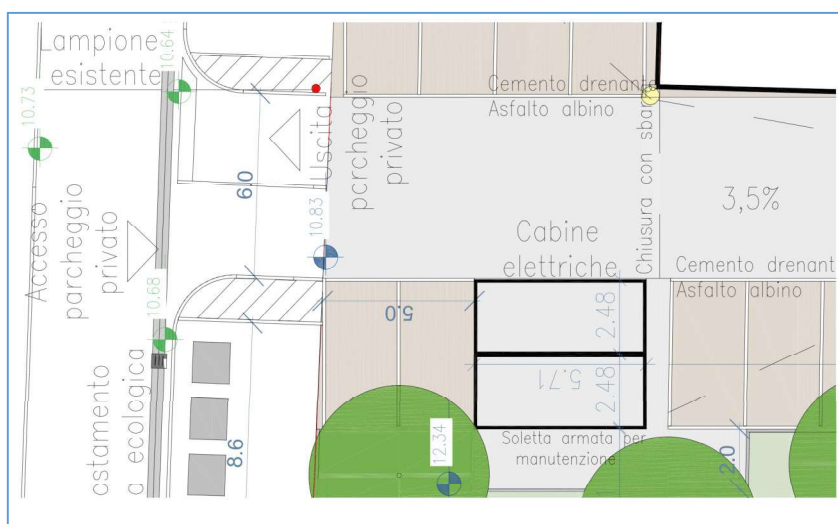 Lampione
esistente
10.64
10.73
Accesso
parcheggio
privato
10.68
6.0
Uscita
pcrcheggio
privato
10.83
Cemento drenante
Asfalto albino
Chiusura con sbar
3,5%
Cabine
elettriche
Cemento drenant
Asfalto albino
5.0
2.48
5.71
2.48
Soletta armata per
manutenzione
12.34
2.0
8.6
ostamento
a ecologica